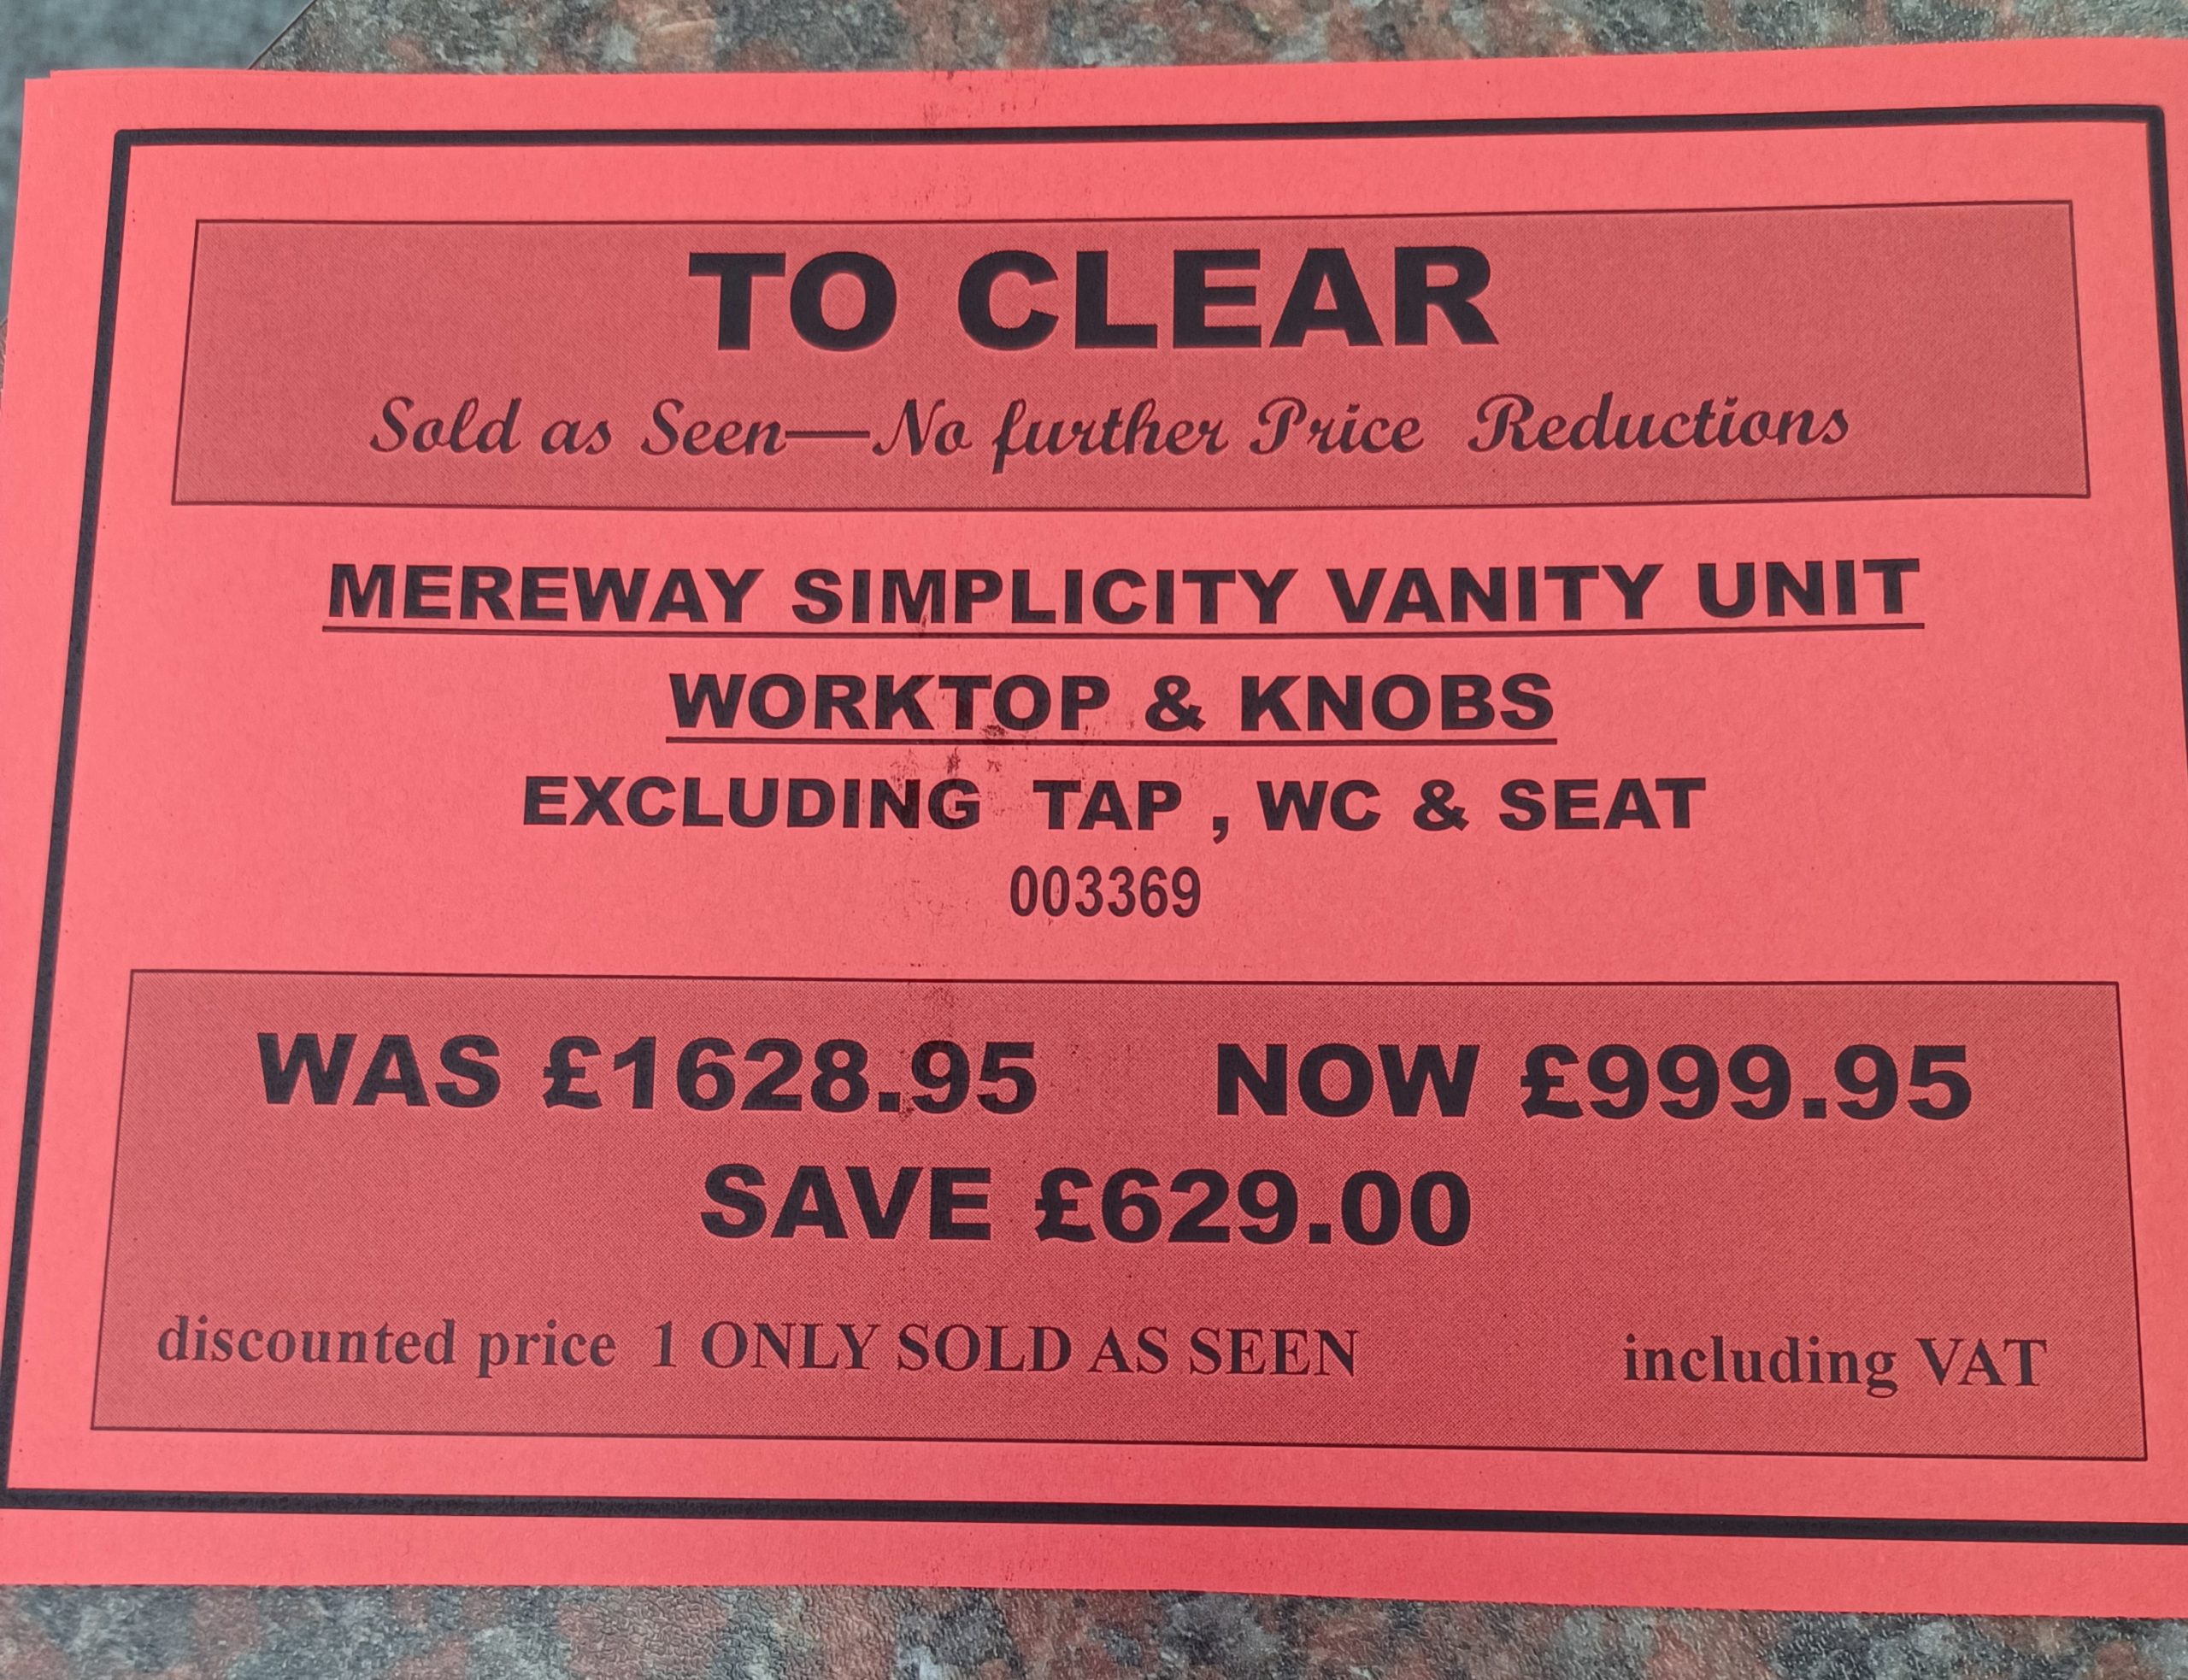 TO CLEAR
Sold as Seen—No further Price Reductions
MEREWAY SIMPLICITY VANITY UNIT
WORKTOP & KNOBS
EXCLUDING TAP , WC & SEAT
003369
WAS £1628.95 NOW £999.95
SAVE £629.00
discounted price 1 ONLY SOLD AS SEEN including VAT